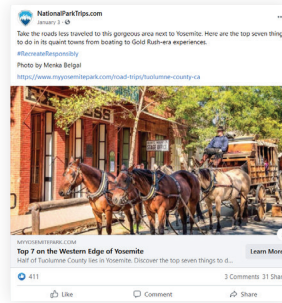 NationalParkTrips.com
January 3 ·
Take the roads less traveled to this gorgeous area next to Yosemite. Here are the top seven thing
to do in its quaint towns from boating to Gold Rush-era experiences.
#RecreateResponsibly
Photo by Menka Belgal
https://www.myyosemitepark.com/road-trips/tuolumne-county-ca
MYYOSEMITEPARK.COM
Top 7 on the Western Edge of Yosemite
Half of Tuolumne County lies in Yosemite. Discover the top seven things to d...
Learn More
411
3 Comments 31 Shar
Like
Comment
Share